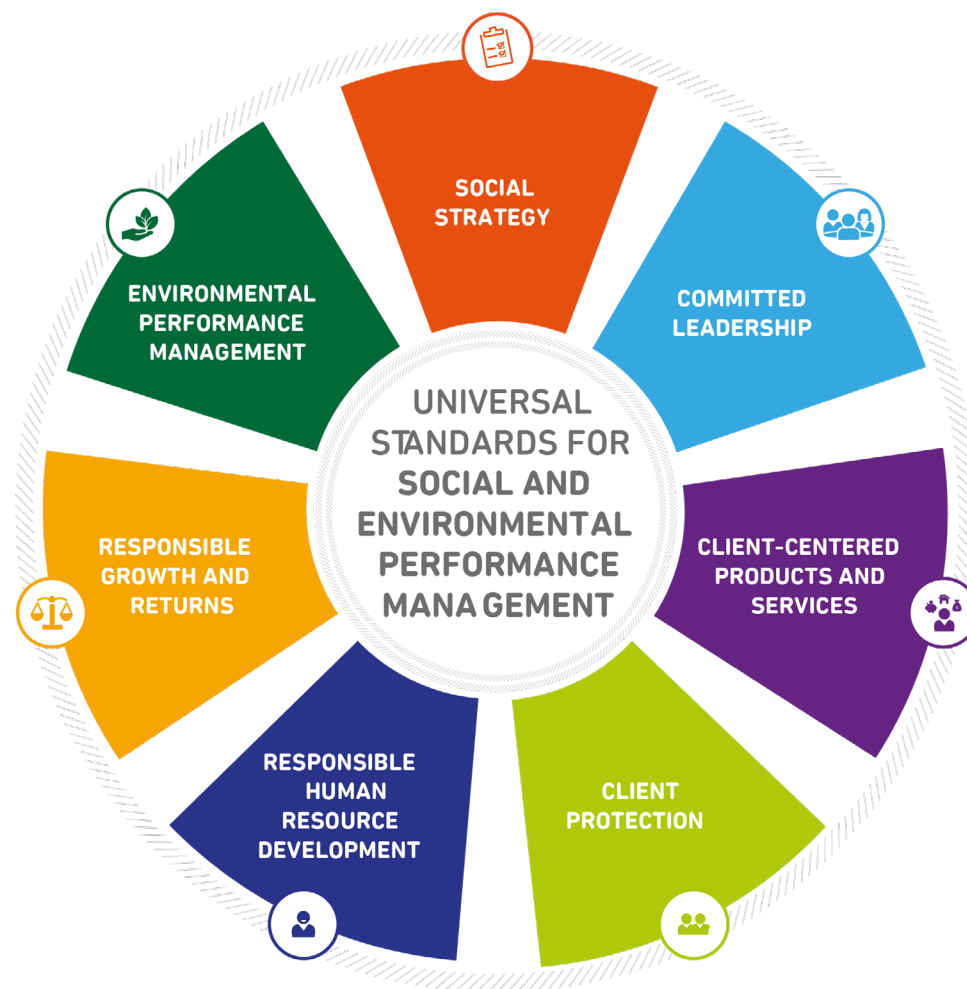 SOCIAL
STRATEGY
COMMITTED
LEADERSHIP
CLIENT-CENTERED
PRODUCTS AND
SERVICES
CLIENT
PROTECTION
RESPONSIBLE
HUMAN
RESOURCE
DEVELOPMENT
RESPONSIBLE
GROWTH AND
RETURNS
ENVIRONMENTAL
PERFORMANCE
MANAGEMENT
UNIVERSAL
STANDARDS FOR
SOCIAL AND
ENVIRONMENTAL
PERFORMANCE
MANAGEMENT